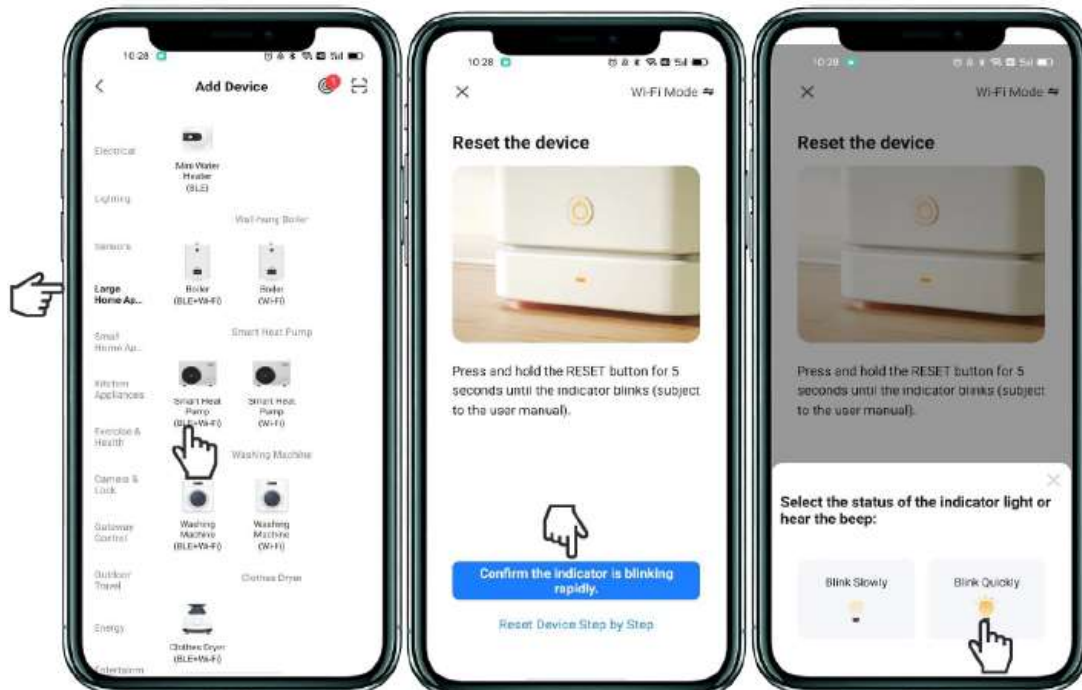 10:28
Add Device
1
Electrical
Lighting
Sensors
Large
Home Ap...
Small
Home Ap...
Kitchen
Appliances
Exercise &
Health
Camera &
Lock
Gateway
Control
Outdoor
Travel
Energy
Entertainm
Mini Water
Heater
(BLE)
Wall-hung Boiler
Boiler
(BLE+Wi-Fi)
Boiler
(Wi-Fi)
Smart Heat Pump
Smart Heat
Pump
(BLE+Wi-Fi)
Smart Heat
Pump
(Wi-Fi)
Washing Machine
Washing
Machine
(BLE+Wi-Fi)
Washing
Machine
(Wi-Fi)
Clothes Dryer
Clothes Dryer
(BLE+Wi-Fi)
10:28
Wi-Fi Mode
Reset the device
Press and hold the RESET button for 5
seconds until the indicator blinks (subject
to the user manual).
Confirm the indicator is blinking
rapidly.
Reset Device Step by Step
10:28
Wi-Fi Mode
Reset the device
Press and hold the RESET button for 5
seconds until the indicator blinks (subject
to the user manual).
Select the status of the indicator light or
hear the beep:
Blink Slowly
Blink Quickly